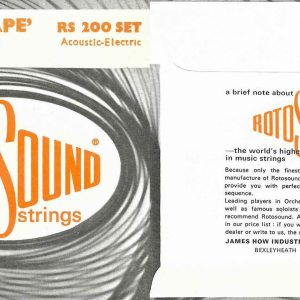 APE' RS 200 SET
Acoustic-Electric
SOUND®
strings
a brief note about
ROTOS
—the world's highe
in music strings
Because only the finest
manufacture of Rotosound
provide you with perfec
sequence.
Leading players in Orche
well as famous soloists
recommend Rotosound. A
in our price list : if you w
dealer or write to us, the m
JAMES HOW INDUSTR
BEXLEYHEATH